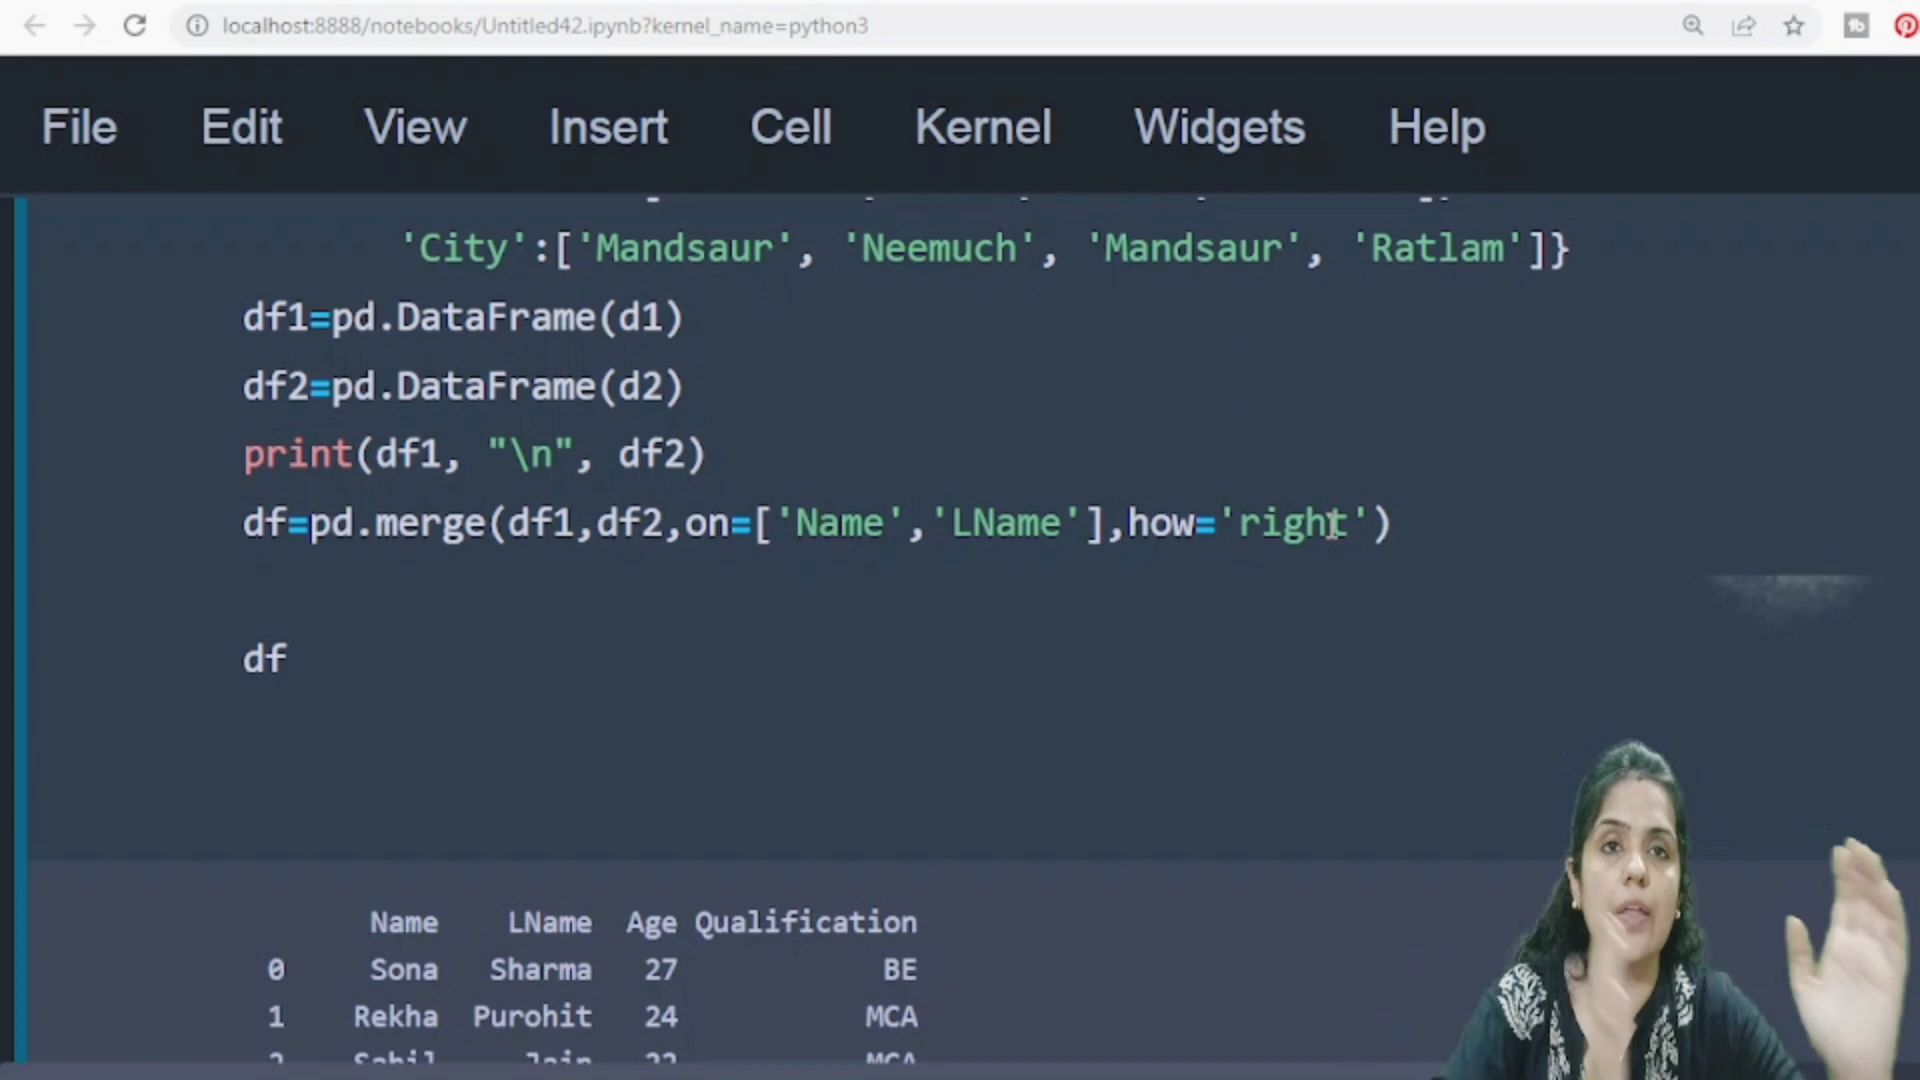 localhost:8888/notebooks/Untitled42.ipynb?kernel_name=python3
File Edit View Insert Cell Kernel Widgets Help
'City':['Mandsaur', 'Neemuch', 'Mandsaur', 'Ratlam']}
df1=pd.DataFrame(d1)
df2=pd.DataFrame(d2)
print(df1, "\n", df2)
df=pd.merge(df1,df2,on=['Name','LName'],how='right')
df
Name LName Age Qualification
0 Sona Sharma 27 BE
1 Rekha Purohit 24 MCA